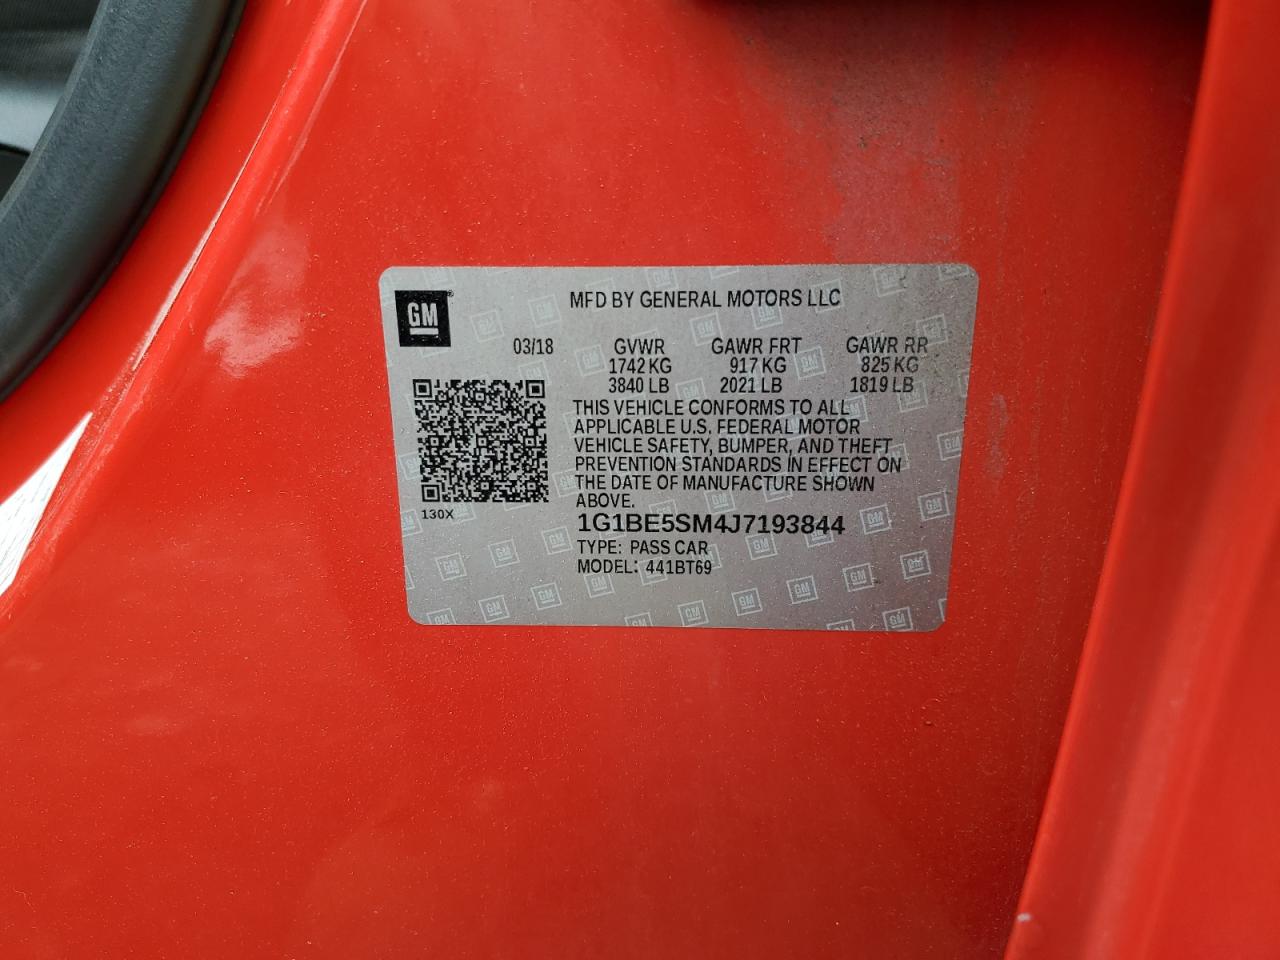 GM®
MFD BY GENERAL MOTORS LLC
03/18 GVWR GAWR FRT GAWR RR
1742 KG 917 KG 825 KG
3840 LB 2021 LB 1819 LB
THIS VEHICLE CONFORMS TO ALL
APPLICABLE U.S. FEDERAL MOTOR
VEHICLE SAFETY, BUMPER, AND THEFT
PREVENTION STANDARDS IN EFFECT ON
THE DATE OF MANUFACTURE SHOWN
ABOVE.
130X
1G1BE5SM4J7193844
TYPE: PASS CAR
MODEL: 441BT69